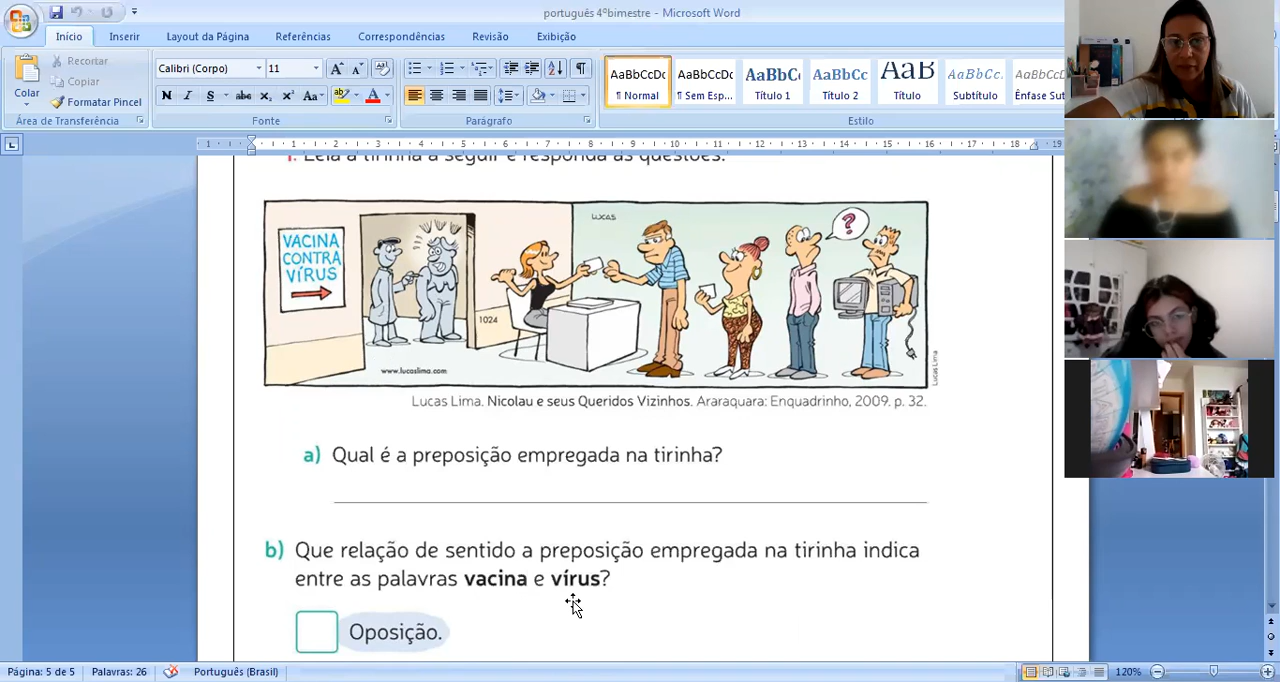 português 4ºbimestre - Microsoft Word
Início
Inserir
Layout da Página
Referências
Correspondências
Revisão
Exibição
Colar
Recortar
Copiar
Formatar Pincel
Área de Transferência
Calibri (Corpo)
11
Fonte
Parágrafo
AaBbCcDc
¶ Normal
AaBbCcDc
¶ Sem Esp...
AaBbC
Título 1
AaBbCc
Título 2
AaB
Título
AaBbCc.
Subtítulo
AaBbCcDc
Ênfase Sut
Estilo
1. Leia a tirinha a seguir e responda às questões.
VACINA
CONTRA
VÍRUS
1024
www.lucaslima.com
LUCAS
?
Lucas Lima
Lucas Lima. Nicolau e seus Queridos Vizinhos. Araraquara: Enquadrinho, 2009. p. 32.
a) Qual é a preposição empregada na tirinha?
b) Que relação de sentido a preposição empregada na tirinha indica
entre as palavras vacina e vírus?
Oposição.
Página: 5 de 5
Palavras: 26
Português (Brasil)
120%